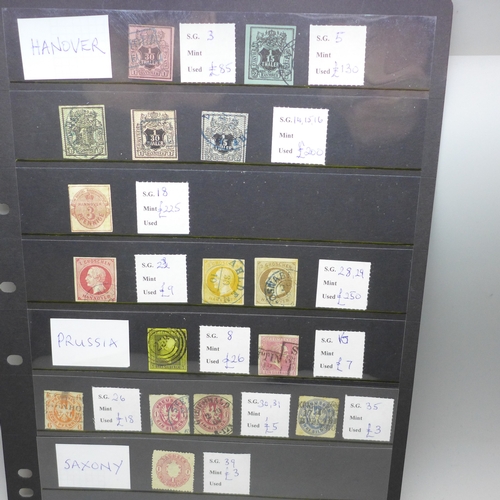 HANOVER
S.G. 3
Mint
Used £85
S.G. 5
Mint
Used £130
S.G. 14,15,16
Mint
Used £200
S.G. 18
Mint £225
Used
S.G.
Mint
Used £9
S.G. 28,29
Mint
Used £250
PRUSSIA
S.G. 8
Mint
Used £26
S.G.
Mint
Used £7
S.G. 26
Mint
Used £18
S.G. 30,31
Mint
Used £5
S.G. 35
Mint
Used £3
SAXONY
S.G. 39
Mint £3
Used